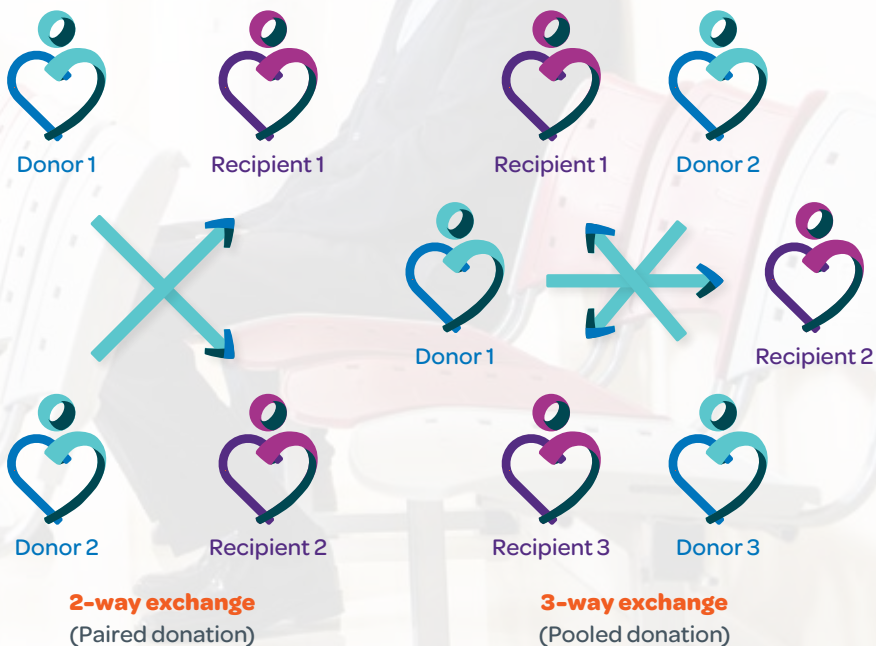 Donor 1
Recipient 1
Donor 2
Recipient 2
2-way exchange
(Paired donation)
Recipient 1
Donor 2
Donor 1
Recipient 2
Recipient 3
Donor 3
3-way exchange
(Pooled donation)